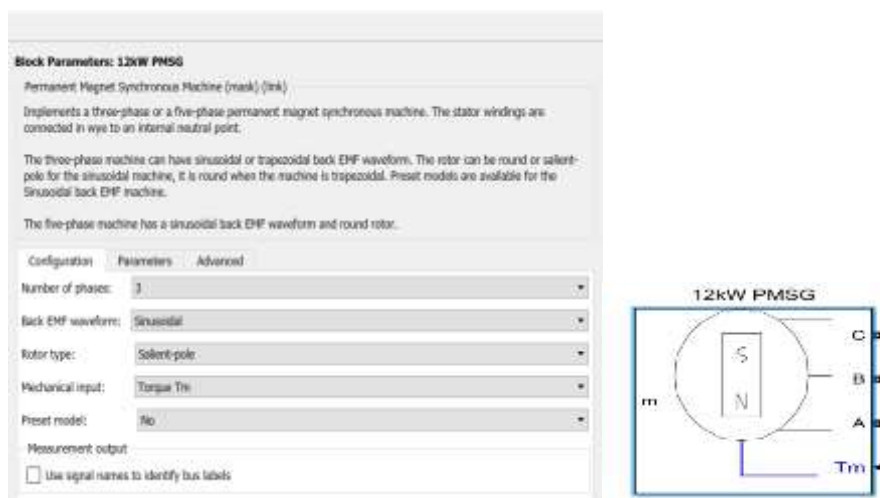 Block Parameters: 12kW PMSG
Permanent Magnet Synchronous Machine (mask) (link)
Implements a three-phase or a five-phase permanent magnet synchronous machine. The stator windings are
connected in wye to an internal neutral point.
The three-phase machine can have sinusoidal or trapezoidal back EMF waveform. The rotor can be round or salient-
pole for the sinusoidal machine, it is round when the machine is trapezoidal. Preset models are available for the
Sinusoidal back EMF machine.
The five-phase machine has a sinusoidal back EMF waveform and round rotor.
Configuration Parameters Advanced
Number of phases: 3
Back EMF waveform: Sinusoidal
Rotor type: Salient-pole
Mechanical input: Torque Tm
Preset model: No
Measurement output
Use signal names to identify bus labels
12kW PMSG
C
S
B
m
N
A
Tm